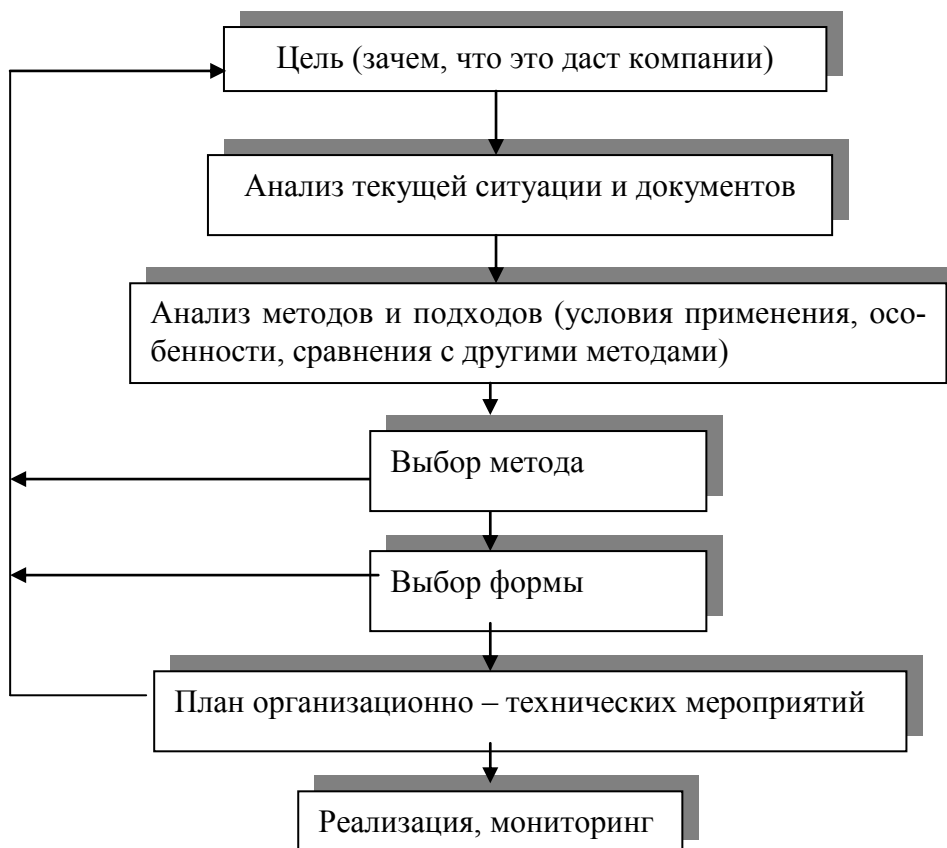 Цель (зачем, что это даст компании)
Анализ текущей ситуации и документов
Анализ методов и подходов (условия применения, осо-
бенности, сравнения с другими методами)
Выбор метода
Выбор формы
План организационно – технических мероприятий
Реализация, мониторинг